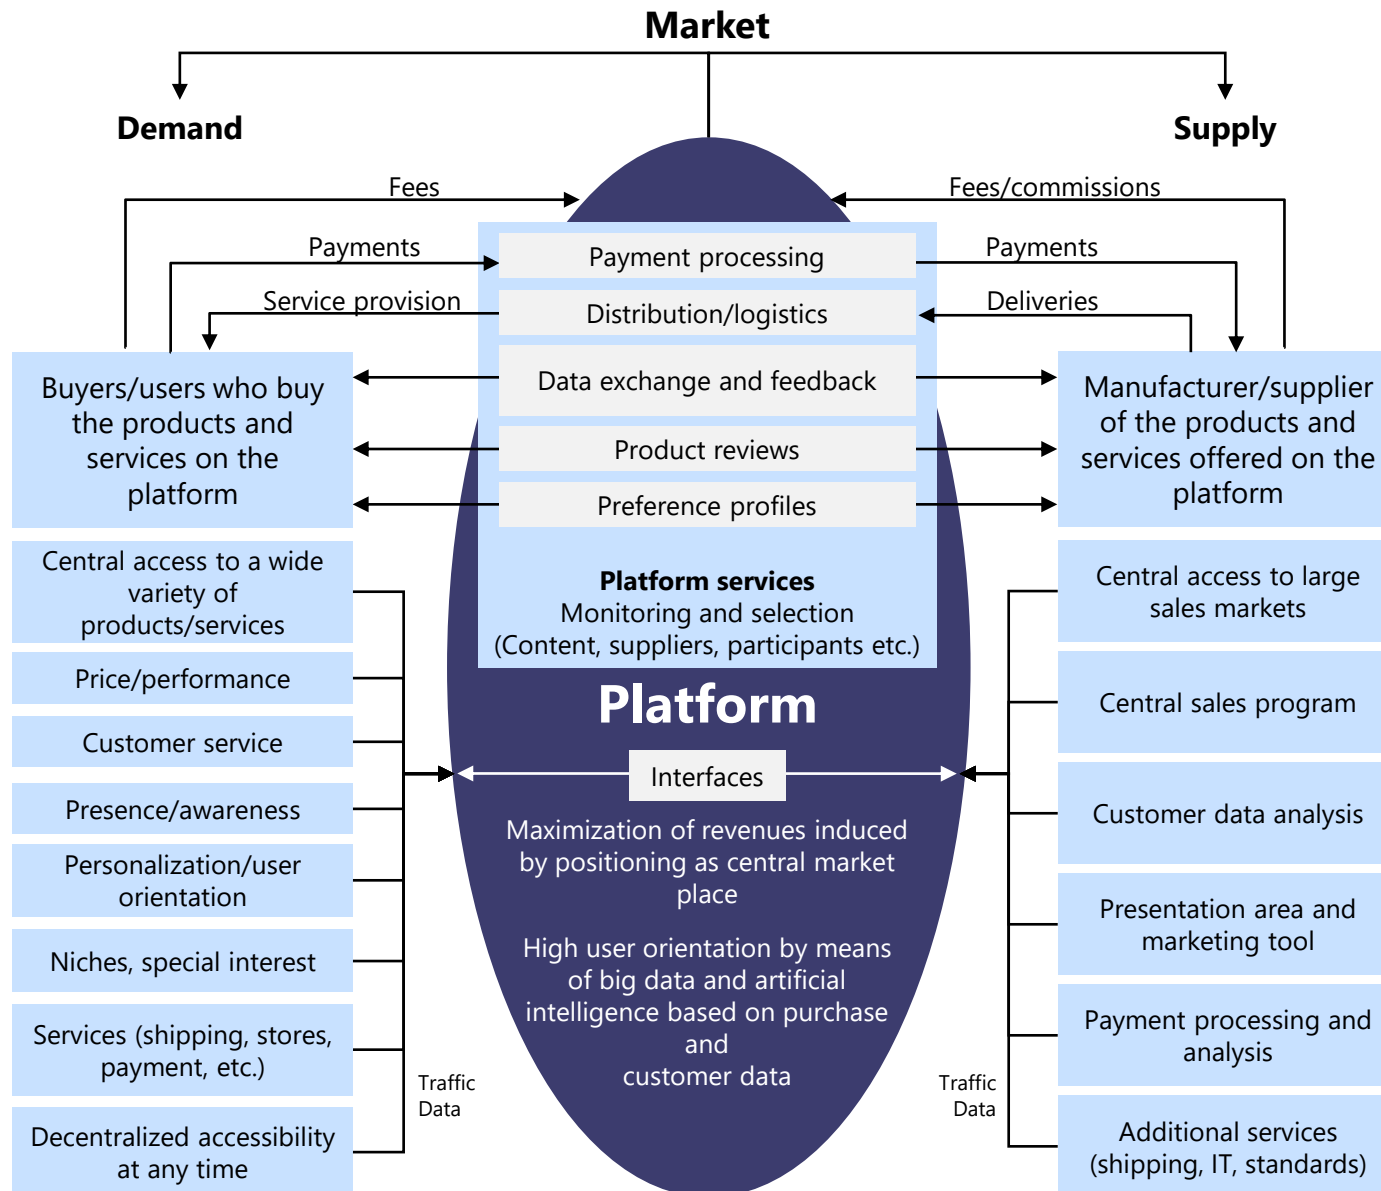 Market
Demand
Supply
Fees
Fees/commissions
Payments
Payment processing
Payments
Service provision
Distribution/logistics
Deliveries
Buyers/users who buy
the products and
services on the
platform
Data exchange and feedback
Product reviews
Preference profiles
Manufacturer/supplier
of the products and
services offered on the
platform
Platform services
Monitoring and selection
(Content, suppliers, participants etc.)
Central access to a wide
variety of
products/services
Price/performance
Customer service
Presence/awareness
Personalization/user
orientation
Niches, special interest
Services (shipping, stores,
payment, etc.)
Decentralized accessibility
at any time
Traffic
Data
Platform
Interfaces
Maximization of revenues induced
by positioning as central market
place
High user orientation by means
of big data and artificial
intelligence based on purchase
and
customer data
Traffic
Data
Central access to large
sales markets
Central sales program
Customer data analysis
Presentation area and
marketing tool
Payment processing and
analysis
Additional services
(shipping, IT, standards)